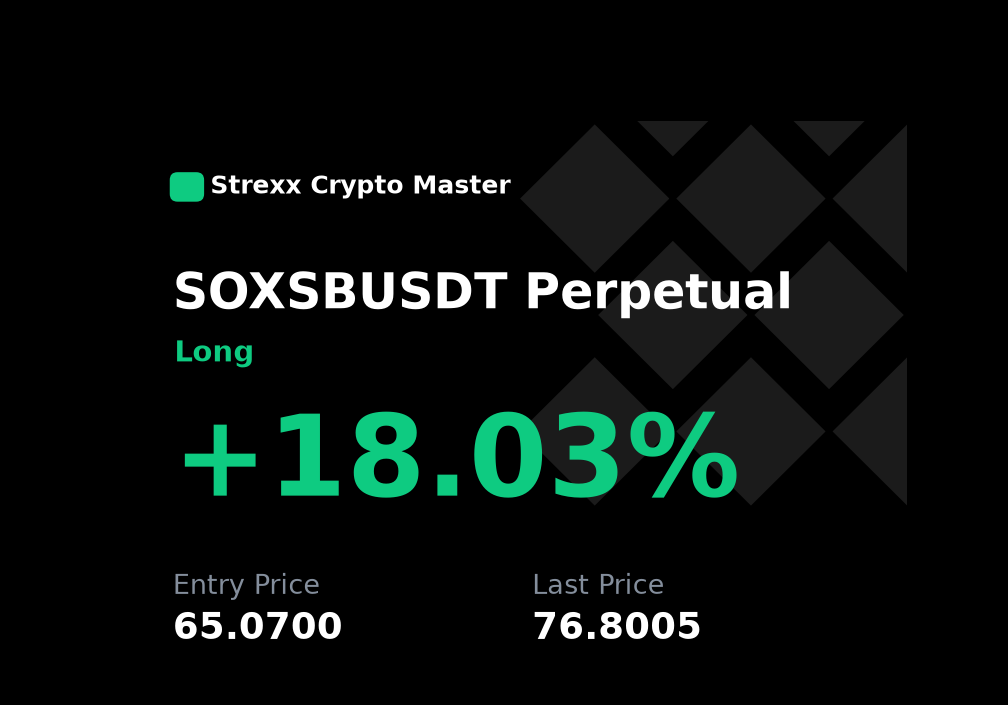 Strexx Crypto Master
SOXSBUSDT Perpetual
Long
+18.03%
Entry Price Last Price
65.0700 76.8005